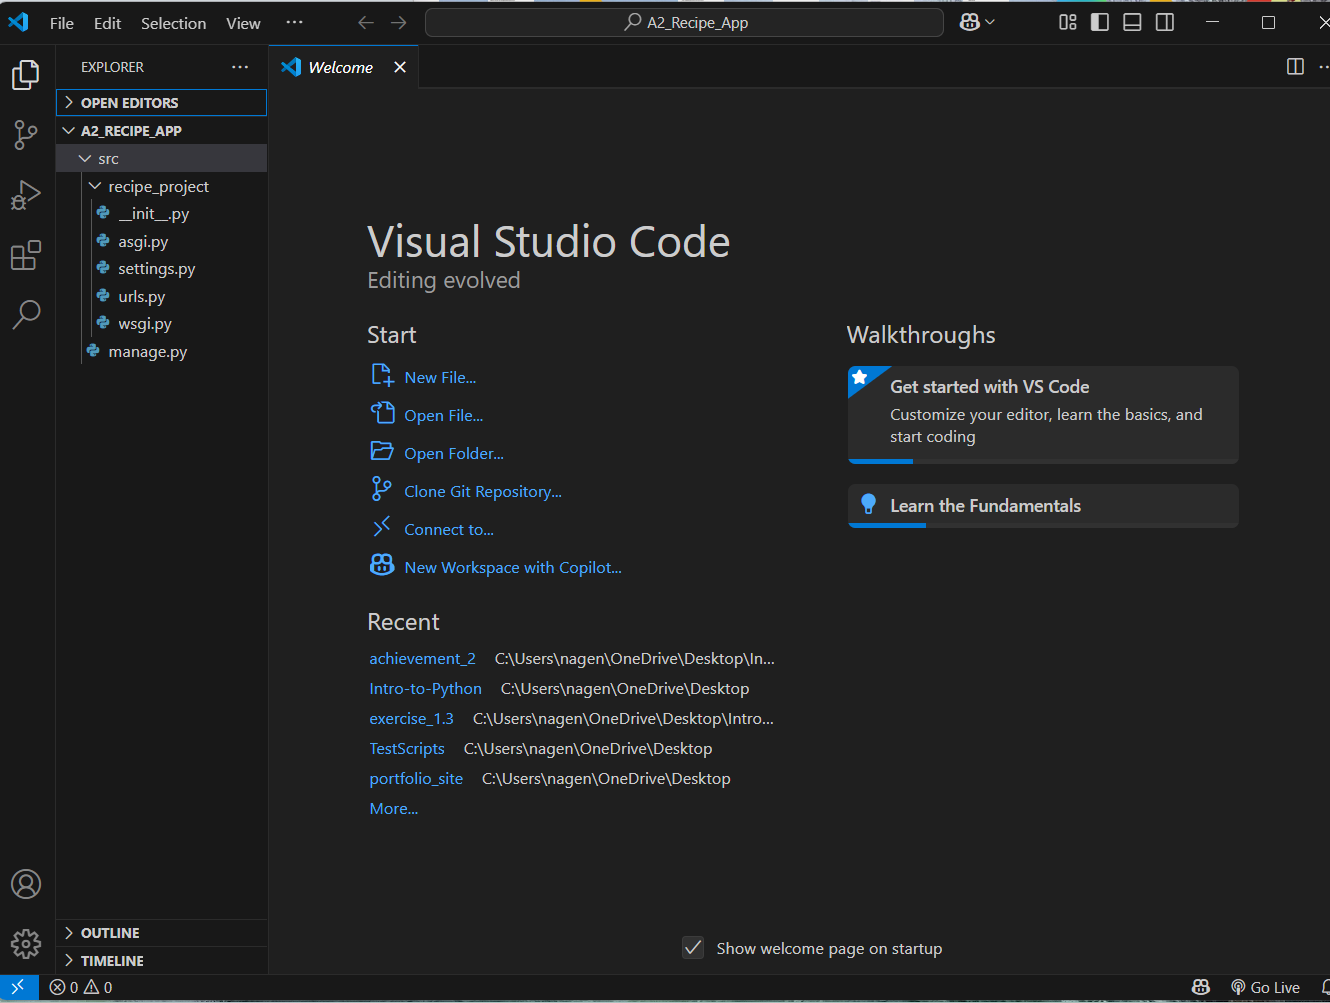 File Edit Selection View ··· A2_Recipe_App
EXPLORER ···
Welcome
OPEN EDITORS
A2_RECIPE_APP
src
recipe_project
__init__.py
asgi.py
settings.py
urls.py
wsgi.py
manage.py
OUTLINE
TIMELINE
Visual Studio Code
Editing evolved
Start
New File...
Open File...
Open Folder...
Clone Git Repository...
Connect to...
New Workspace with Copilot...
Recent
achievement_2 C:\Users\nagen\OneDrive\Desktop\In...
Intro-to-Python C:\Users\nagen\OneDrive\Desktop
exercise_1.3 C:\Users\nagen\OneDrive\Desktop\Intro...
TestScripts C:\Users\nagen\OneDrive\Desktop
portfolio_site C:\Users\nagen\OneDrive\Desktop
More...
Walkthroughs
Get started with VS Code
Customize your editor, learn the basics, and
start coding
Learn the Fundamentals
Show welcome page on startup
0 0 Go Live